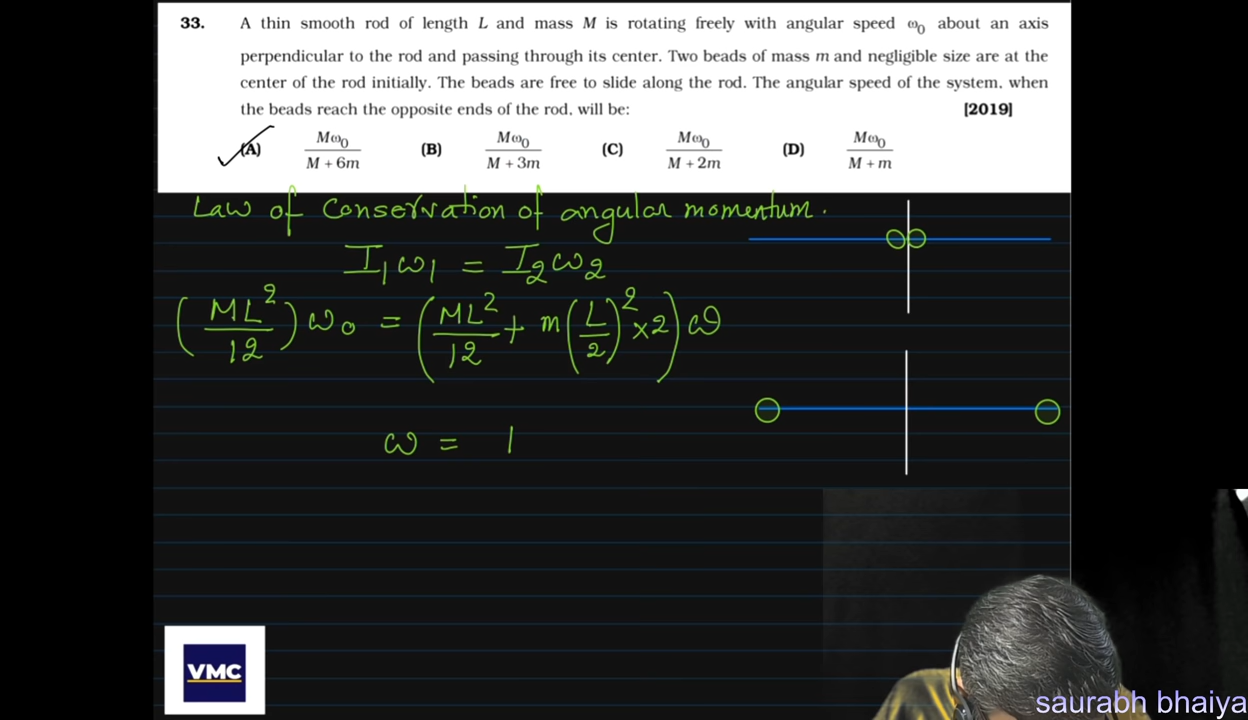 33. A thin smooth rod of length L and mass M is rotating freely with angular speed ω₀ about an axis
perpendicular to the rod and passing through its center. Two beads of mass m and negligible size are at the
center of the rod initially. The beads are free to slide along the rod. The angular speed of the system, when
the beads reach the opposite ends of the rod, will be: [2019]
(A) Mω₀/(M + 6m) (B) Mω₀/(M + 3m) (C) Mω₀/(M + 2m) (D) Mω₀/(M + m)
Law of Conservation of angular momentum.
I₁ω₁ = I₂ω₂
(ML²/12) ω₀ = (ML²/12 + m(L/2)² × 2) ω
ω =
VMC
saurabh bhaiya